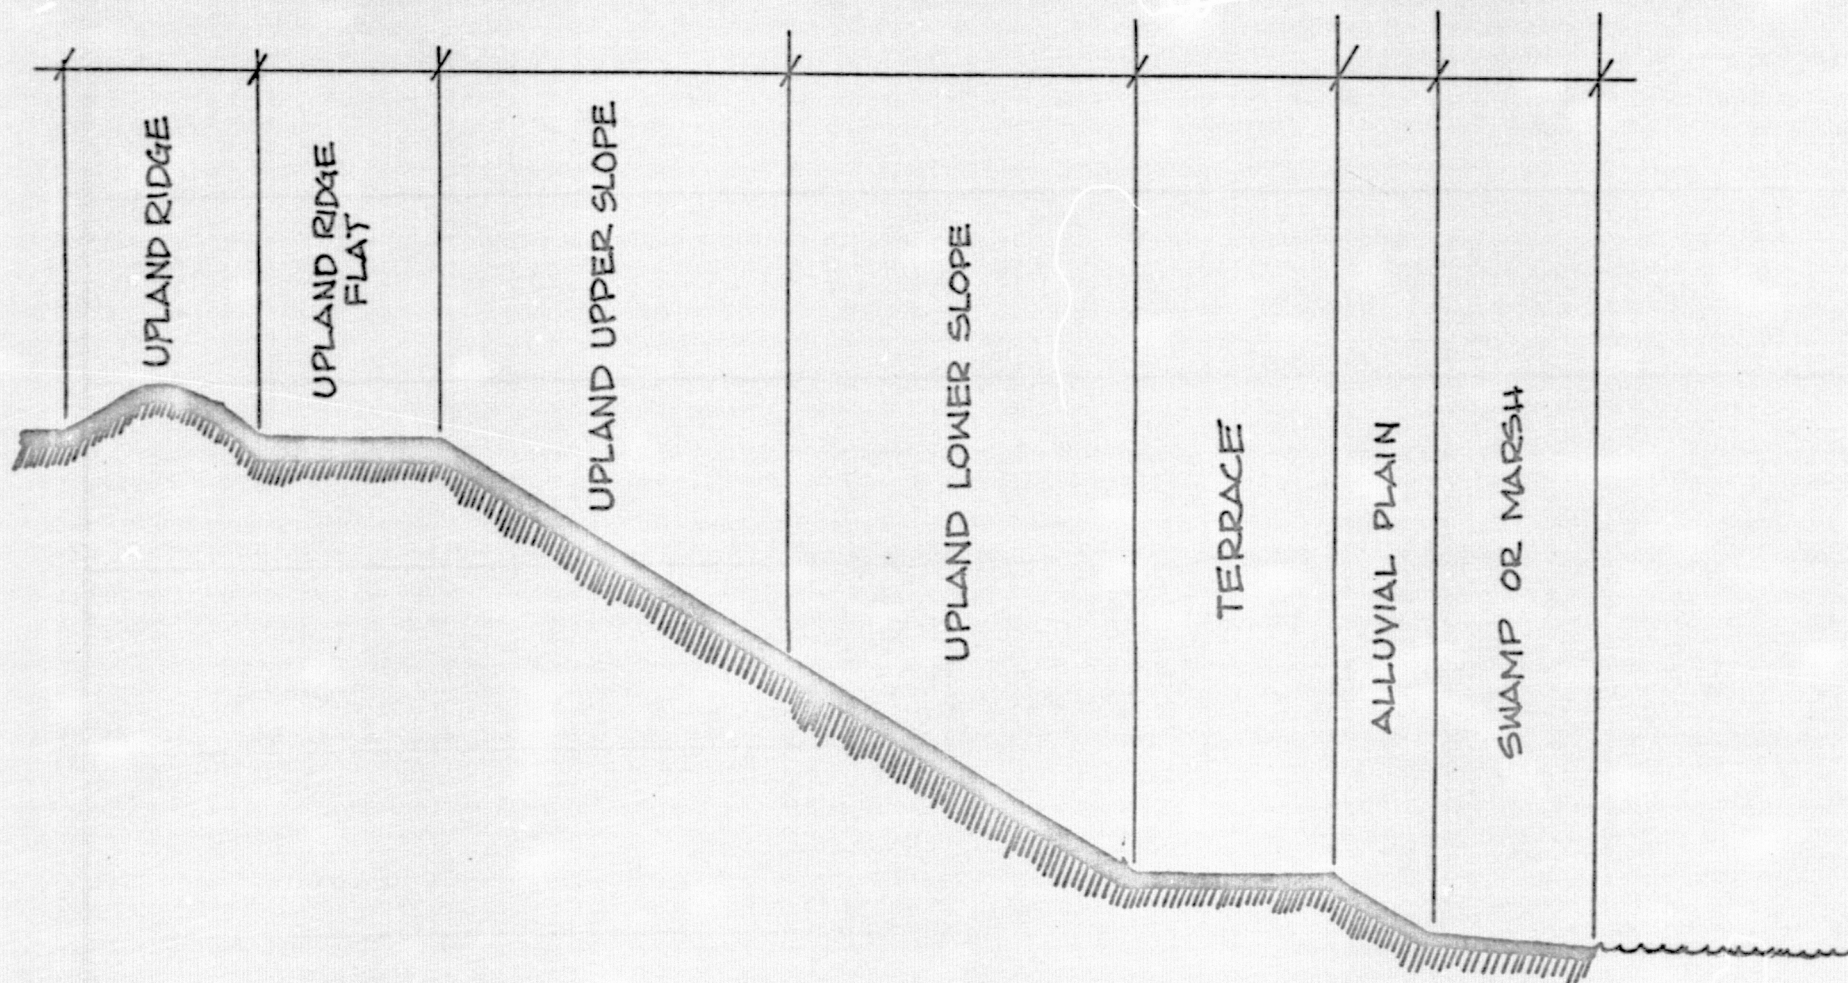 UPLAND RIDGE
UPLAND RIDGE
FLAT
UPLAND UPPER SLOPE
UPLAND LOWER SLOPE
TERRACE
ALLUVIAL PLAIN
SWAMP OR MARSH